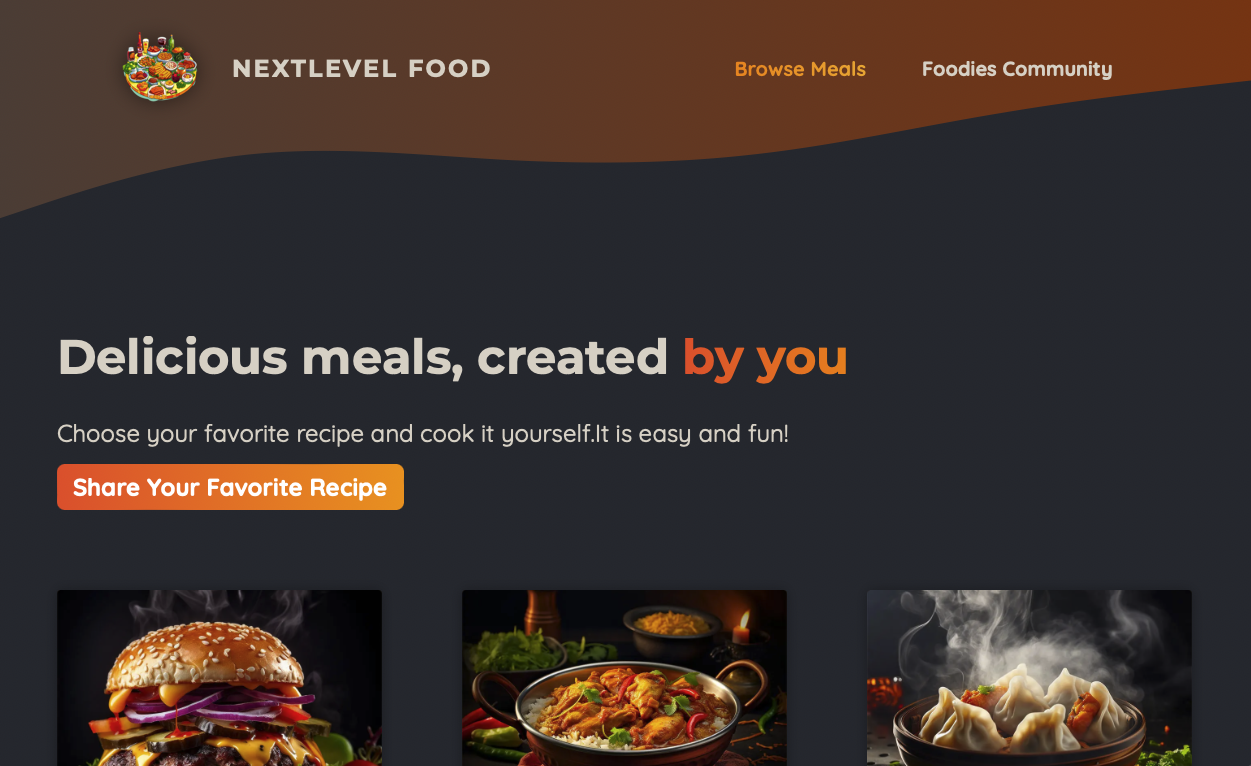 NEXTLEVEL FOOD
Browse Meals
Foodies Community
Delicious meals, created by you
Choose your favorite recipe and cook it yourself.It is easy and fun!
Share Your Favorite Recipe